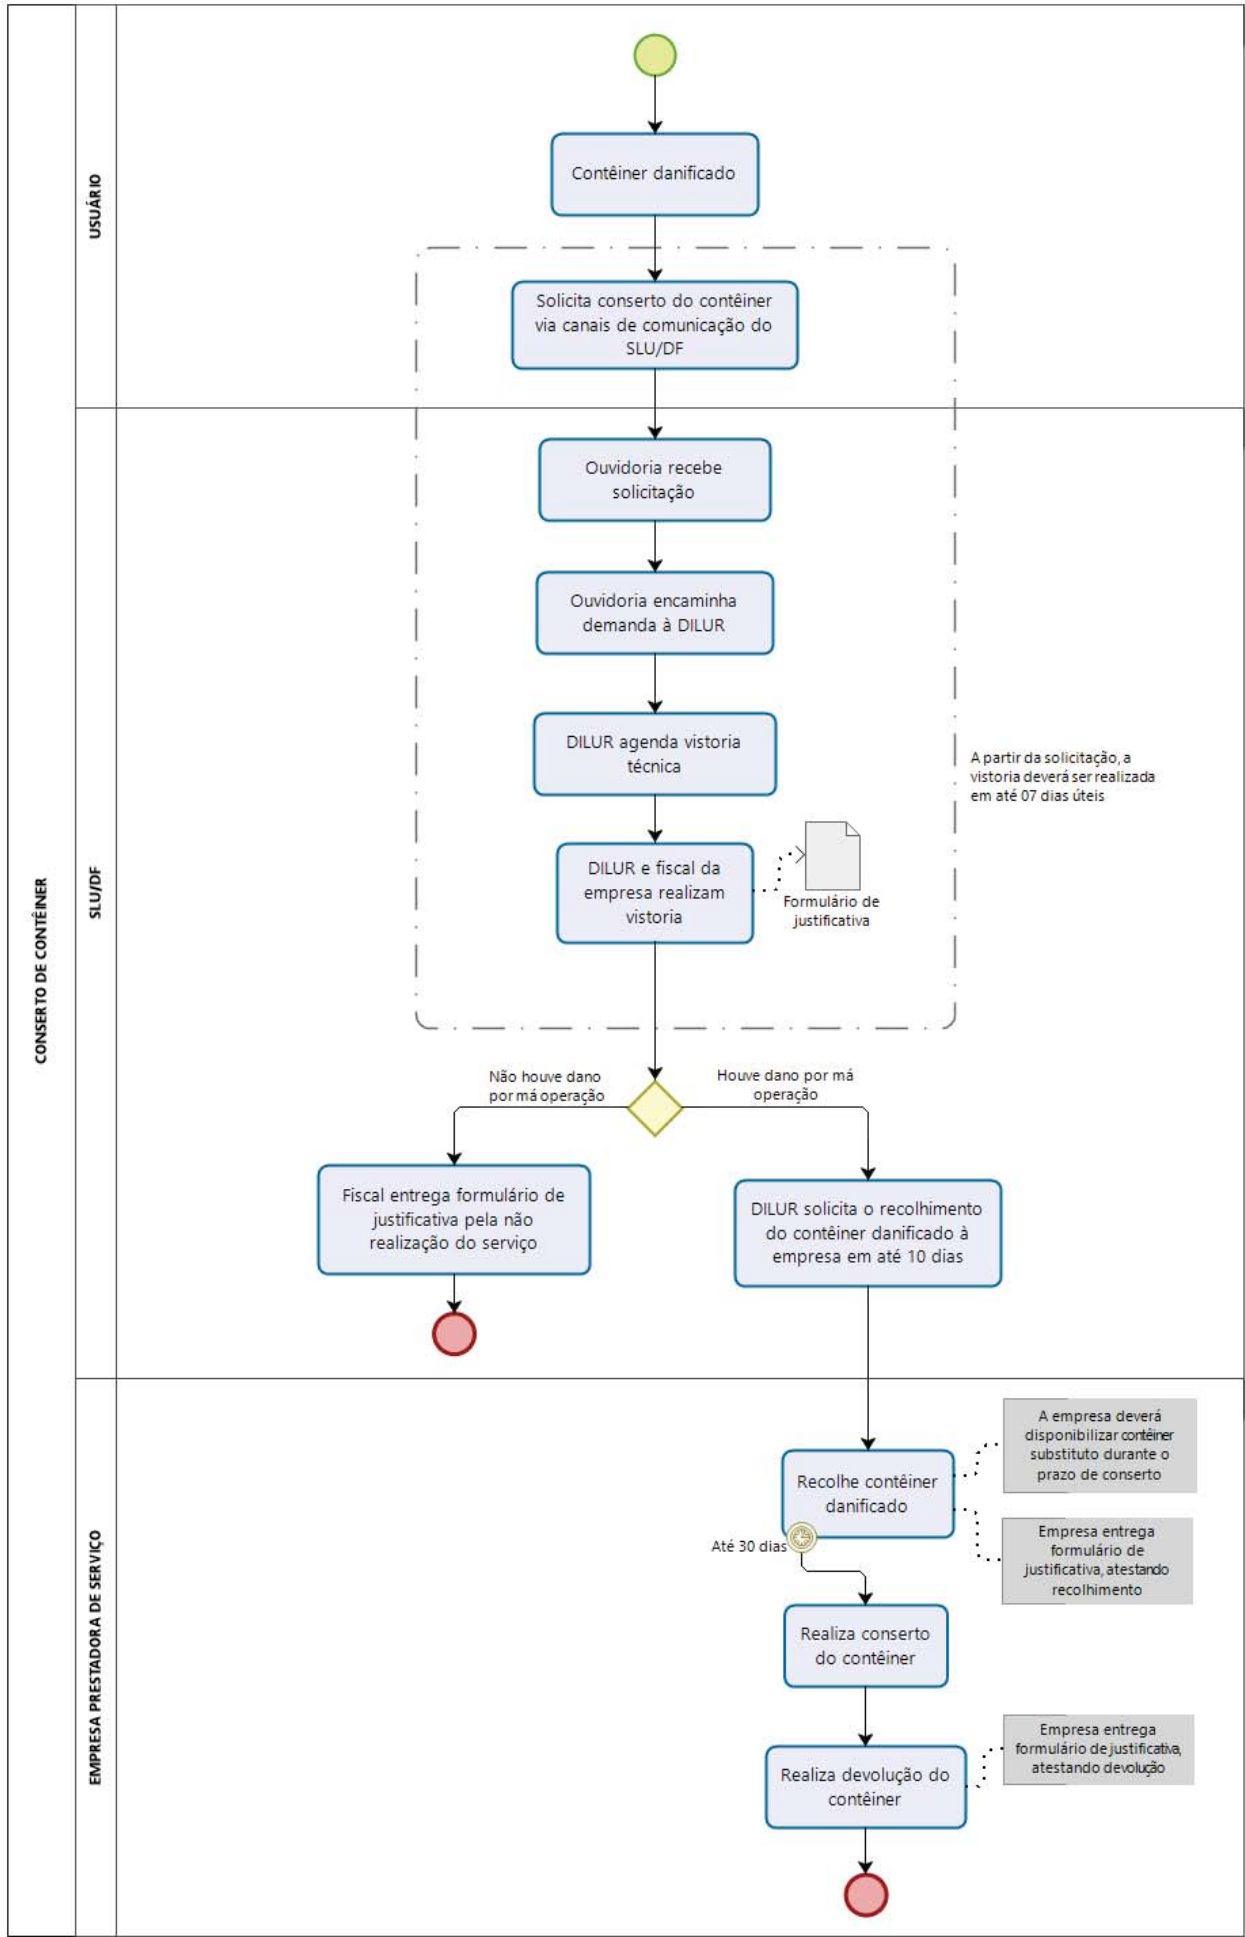 CONSERTO DE CONTÊINER
USUÁRIO
Contêiner danificado
Solicita conserto do contêiner
via canais de comunicação do
SLU/DF
SLU/DF
Ouvidoria recebe
solicitação
Ouvidoria encaminha
demanda à DILUR
DILUR agenda vistoria
técnica
A partir da solicitação, a
vistoria deverá ser realizada
em até 07 dias úteis
DILUR e fiscal da
empresa realizam
vistoria
Formulário de
justificativa
Não houve dano
por má operação
Houve dano por má
operação
Fiscal entrega formulário de
justificativa pela não
realização do serviço
DILUR solicita o recolhimento
do contêiner danificado à
empresa em até 10 dias
EMPRESA PRESTADORA DE SERVIÇO
A empresa deverá
disponibilizar contêiner
substituto durante o
prazo de conserto
Recolhe contêiner
danificado
Até 30 dias
Empresa entrega
formulário de
justificativa, atestando
recolhimento
Realiza conserto
do contêiner
Empresa entrega
formulário de justificativa,
atestando devolução
Realiza devolução do
contêiner